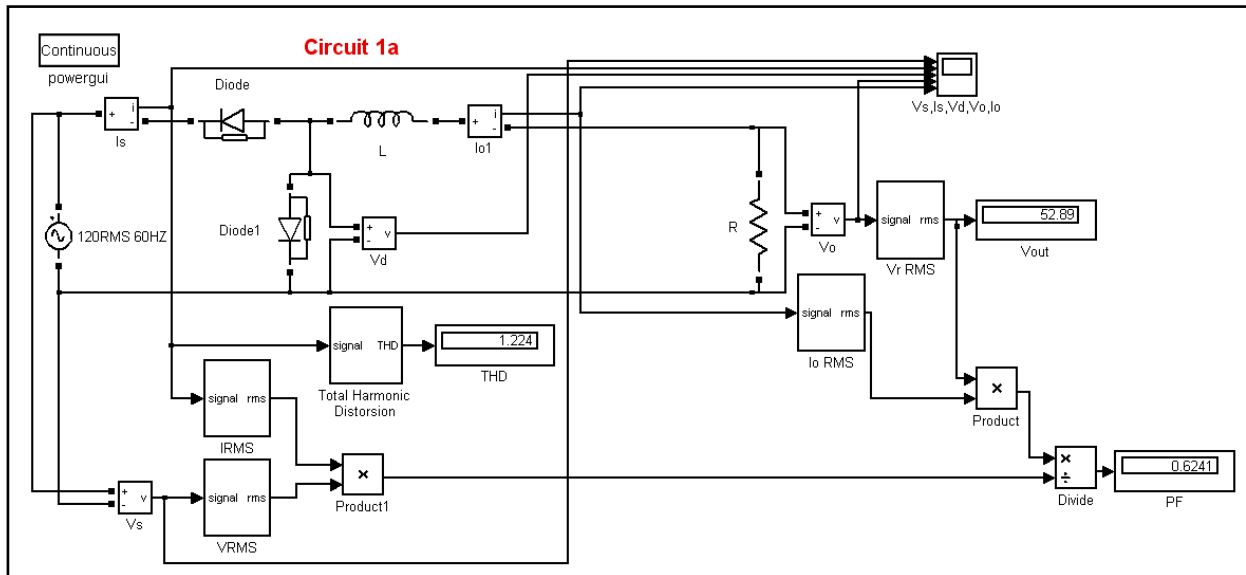 Circuit 1a
Continuous
powergui
Vs,Is,Vd,Vo,Io
Diode
+
i
-
Is
L
+
i
-
Io1
120RMS 60HZ
Diode1
+
-
v
Vd
R
+
-
v
Vo
signal rms
Vr RMS
52.89
Vout
signal THD
Total Harmonic
Distorsion
1.224
THD
signal rms
Io RMS
signal rms
IRMS
×
Product
+
-
v
Vs
signal rms
VRMS
×
Product1
×
÷
Divide
0.6241
PF